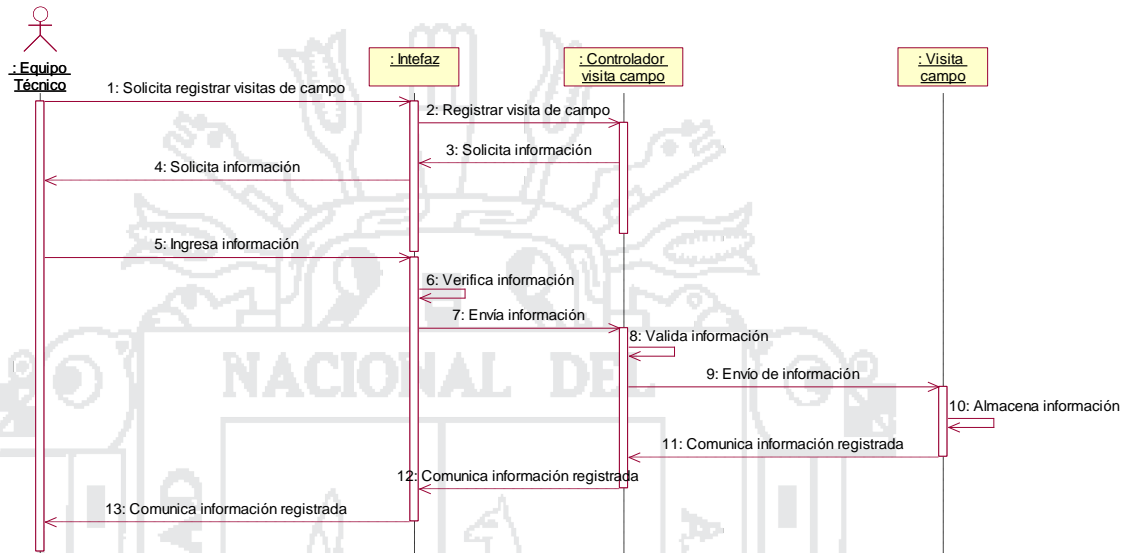 : Equipo
Técnico
: Intefaz
: Controlador
visita campo
: Visita
campo
1: Solicita registrar visitas de campo
2: Registrar visita de campo
3: Solicita información
4: Solicita información
5: Ingresa información
6: Verifica información
7: Envía información
8: Valida información
9: Envío de información
10: Almacena información
11: Comunica información registrada
12: Comunica información registrada
13: Comunica información registrada
NACIONAL DEL